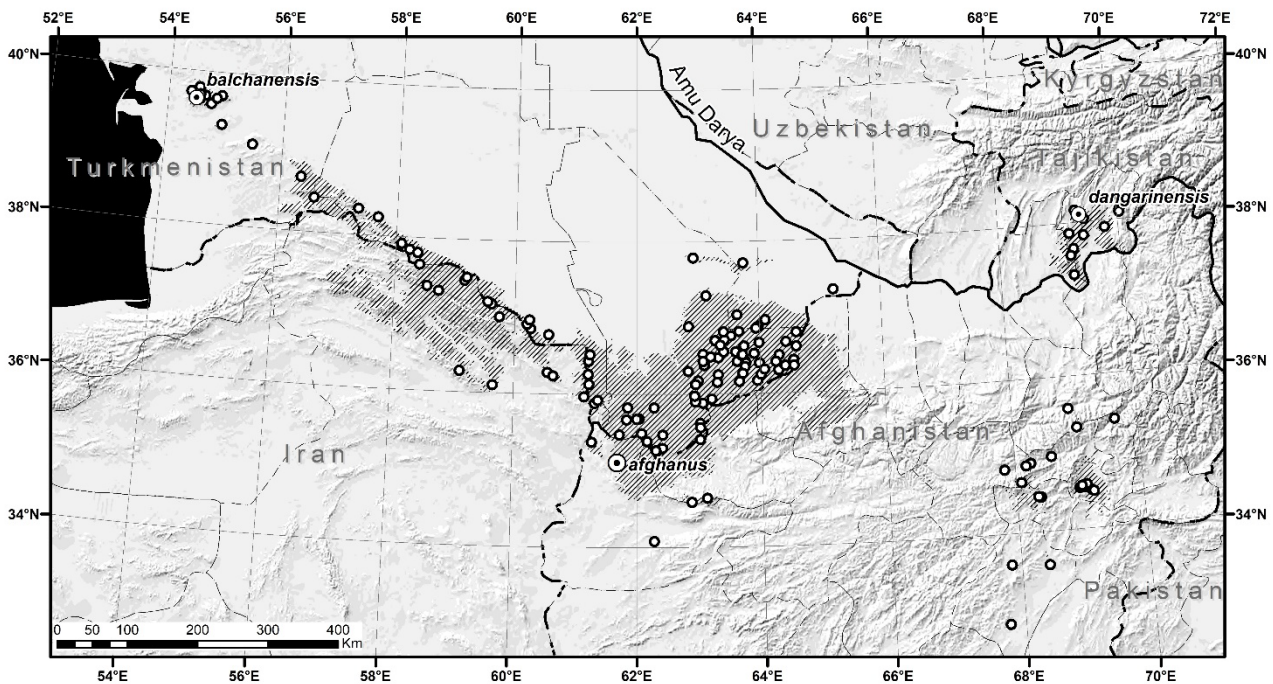 52°E 54°E 56°E 58°E 60°E 62°E 64°E 66°E 68°E 70°E 72°E
40°N 40°N
balchanensis
Kyrgyzstan
Amu Darya
Uzbekistan
Turkmenistan
Tajikistan
dangarinensis
38°N 38°N
36°N 36°N
Afghanistan
Iran
afghanus
34°N 34°N
Pakistan
0 50 100 200 300 400
Km
54°E 56°E 58°E 60°E 62°E 64°E 66°E 68°E 70°E